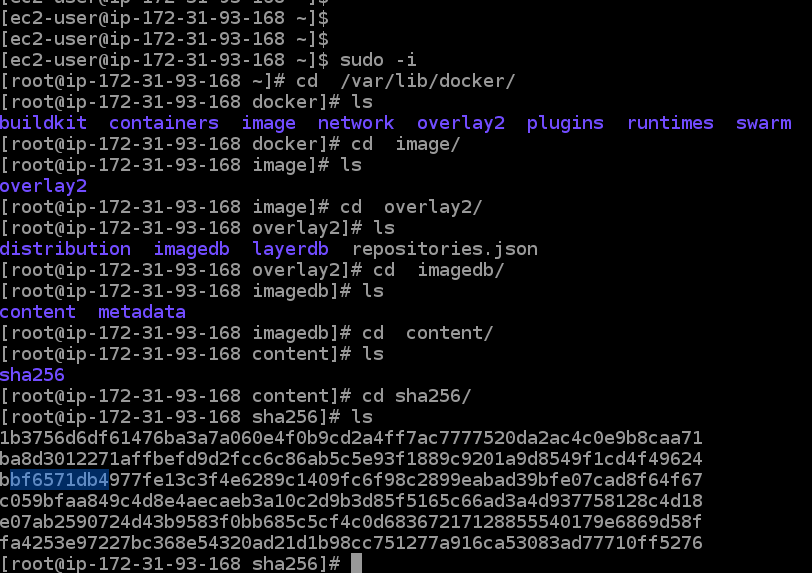 [ec2-user@ip-172-31-93-168 ~]$
[ec2-user@ip-172-31-93-168 ~]$
[ec2-user@ip-172-31-93-168 ~]$
[ec2-user@ip-172-31-93-168 ~]$ sudo -i
[root@ip-172-31-93-168 ~]# cd  /var/lib/docker/
[root@ip-172-31-93-168 docker]# ls
buildkit  containers  image  network  overlay2  plugins  runtimes  swarm
[root@ip-172-31-93-168 docker]# cd  image/
[root@ip-172-31-93-168 image]# ls
overlay2
[root@ip-172-31-93-168 image]# cd  overlay2/
[root@ip-172-31-93-168 overlay2]# ls
distribution  imagedb  layerdb  repositories.json
[root@ip-172-31-93-168 overlay2]# cd  imagedb/
[root@ip-172-31-93-168 imagedb]# ls
content  metadata
[root@ip-172-31-93-168 imagedb]# cd  content/
[root@ip-172-31-93-168 content]# ls
sha256
[root@ip-172-31-93-168 content]# cd sha256/
[root@ip-172-31-93-168 sha256]# ls
1b3756d6df61476ba3a7a060e4f0b9cd2a4ff7ac7777520da2ac4c0e9b8caa71
ba8d3012271affbefd9d2fcc6c86ab5c5e93f1889c9201a9d8549f1cd4f49624
bbf6571db4977fe13c3f4e6289c1409fc6f98c2899eabad39bfe07cad8f64f67
c059bfaa849c4d8e4aecaeb3a10c2d9b3d85f5165c66ad3a4d937758128c4d18
e07ab2590724d43b9583f0bb685c5cf4c0d68367217128855540179e6869d58f
fa4253e97227bc368e54320ad21d1b98cc751277a916ca53083ad77710ff5276
[root@ip-172-31-93-168 sha256]#